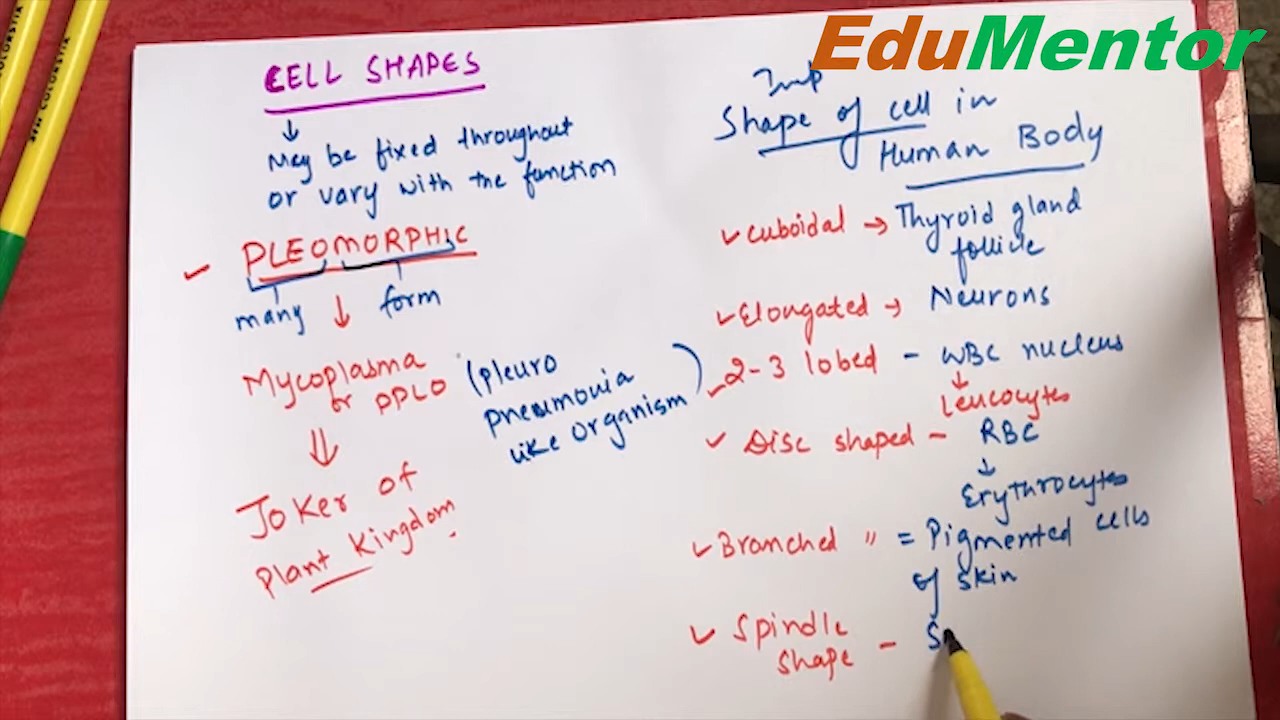 EduMentor
CELL SHAPES
May be fixed throughout
or vary with the function
PLEOMORPHIC
many
form
Mycoplasma
or PPLO
(pleuro
pneumonia
like organism)
Joker of
Plant Kingdom
Imp
Shape of cell in
Human Body
Cuboidal → Thyroid gland
follicle
Elongated → Neurons
2-3 lobed - WBC nucleus
Leucocytes
Disc shaped - RBC
Erythrocytes
Branched " = Pigmented cells
of skin
Spindle
shape - S